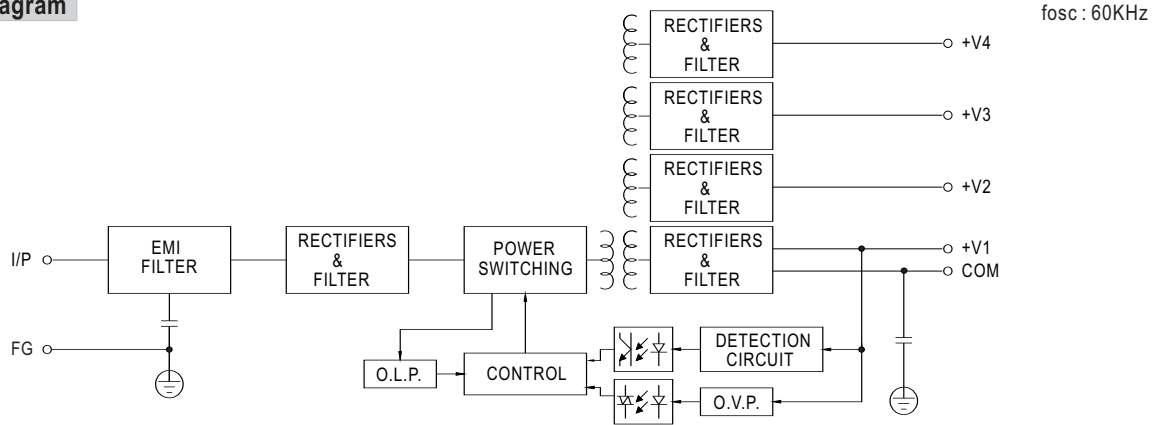 agram
fosc : 60KHz
RECTIFIERS
&
FILTER
+V4
RECTIFIERS
&
FILTER
+V3
RECTIFIERS
&
FILTER
+V2
I/P
EMI
FILTER
RECTIFIERS
&
FILTER
POWER
SWITCHING
RECTIFIERS
&
FILTER
+V1
COM
FG
O.L.P.
CONTROL
DETECTION
CIRCUIT
O.V.P.